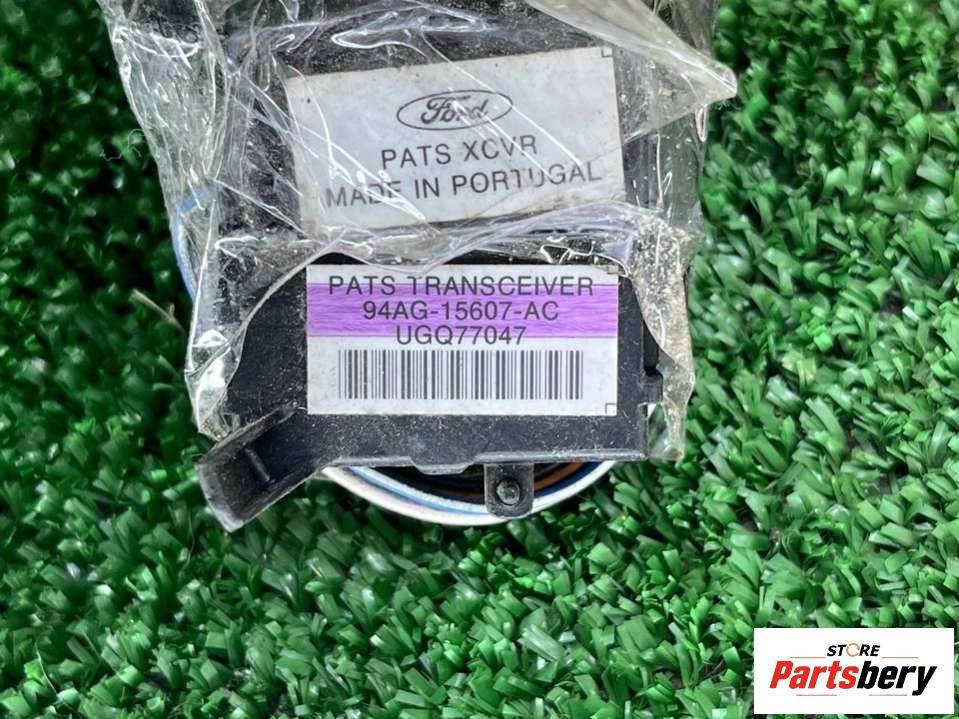 Ford
PATS XCVR
MADE IN PORTUGAL
PATS TRANSCEIVER
94AG-15607-AC
UGQ77047
STORE
Partsbery